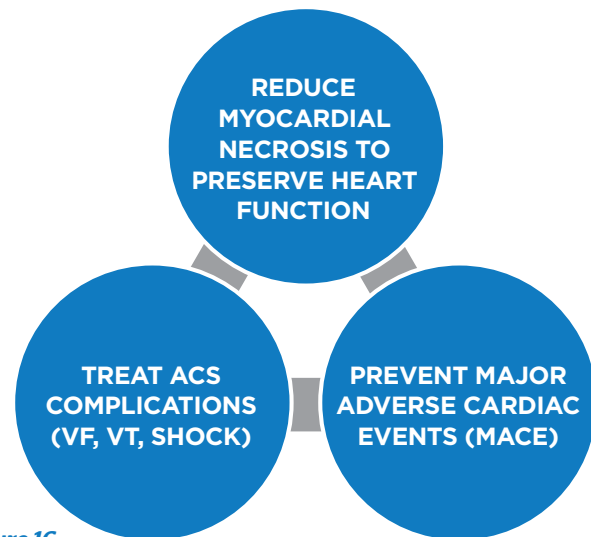 REDUCE
MYOCARDIAL
NECROSIS TO
PRESERVE HEART
FUNCTION
TREAT ACS
COMPLICATIONS
(VF, VT, SHOCK)
PREVENT MAJOR
ADVERSE CARDIAC
EVENTS (MACE)